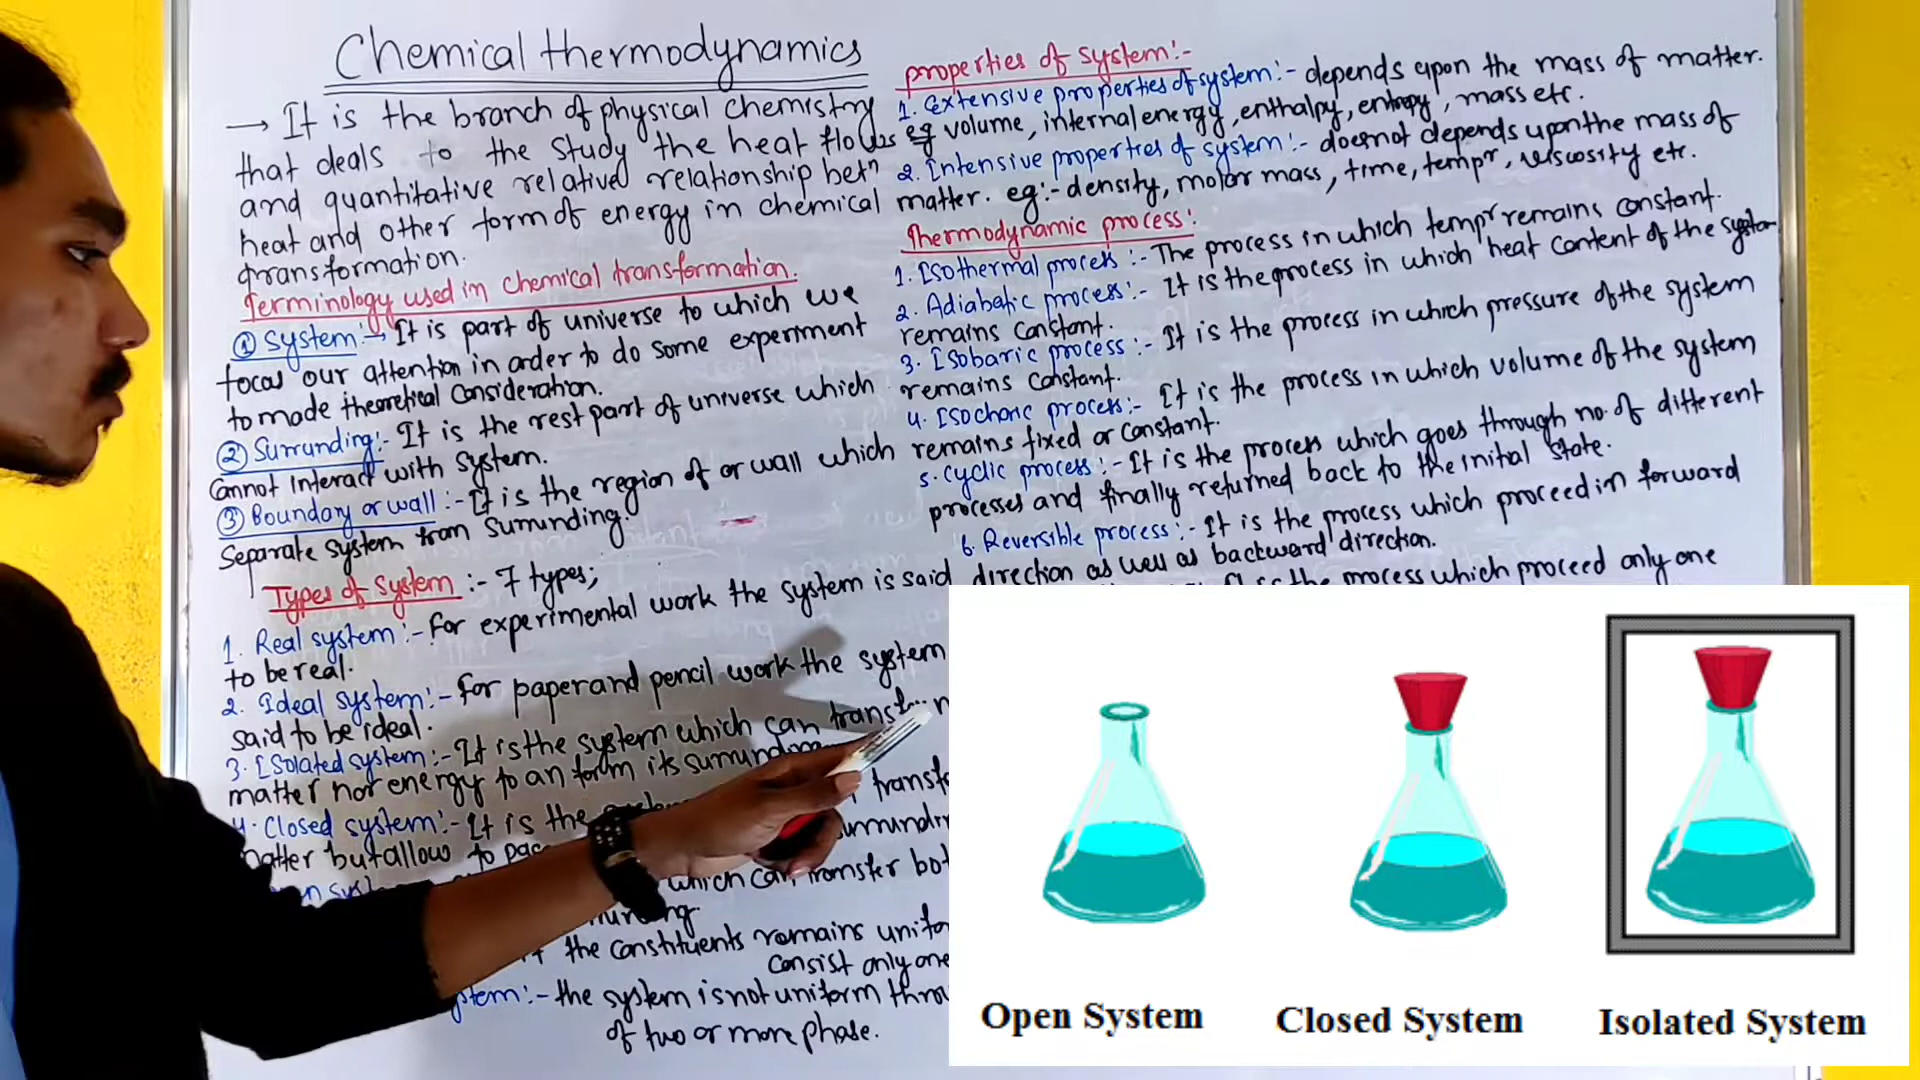 Chemical thermodynamics
→ It is the branch of physical chemistry
that deals to the study the heat flows
and quantitative relative relationship betn
heat and other form of energy in chemical
transformation.
Terminology used in chemical transformation.
① System:→ It is part of universe to which we
focus our attention in order to do some experiment
to made theoretical consideration.
② Surrunding:- It is the rest part of universe which
cannot interact with system.
③ Boundary or wall:- It is the region of or wall which
Separate system from Surrunding.
Types of system:- 7 types;
1. Real system:- for experimental work the system is said
to be real.
2. Ideal system:- for paper and pencil work the system
said to be ideal.
3. Isolated system:- It is the system which can
matter nor energy to an form its surrunding
4. Closed system:- It is the
matter but allow to
which can transfer
the constituents remains
consist only one
the system is not uniform
of two or more phase.
properties of system:-
1. extensive properties of system:- depends upon the mass of matter.
eg volume, internal energy, enthalpy, entropy, mass etc.
2. Intensive properties of system:- doesnot depends upon the mass of
matter. eg:- density, molar mass, time, tempr, viscosity etc.
Thermodynamic process:
1. Isothermal process:- The process in which tempr remains constant.
2. Adiabatic process:- It is the process in which heat content of the system
remains constant.
3. Isobaric process:- It is the process in which pressure of the system
remains constant.
4. Isochoric process:- It is the process in which volume of the system
remains fixed or constant.
5. cyclic process:- It is the process which goes through no. of different
processes and finally returned back to the initial state.
6. Reversible process:- It is the process which proceed in forward
direction as well as backward direction.
the process which proceed only one
Open System
Closed System
Isolated System